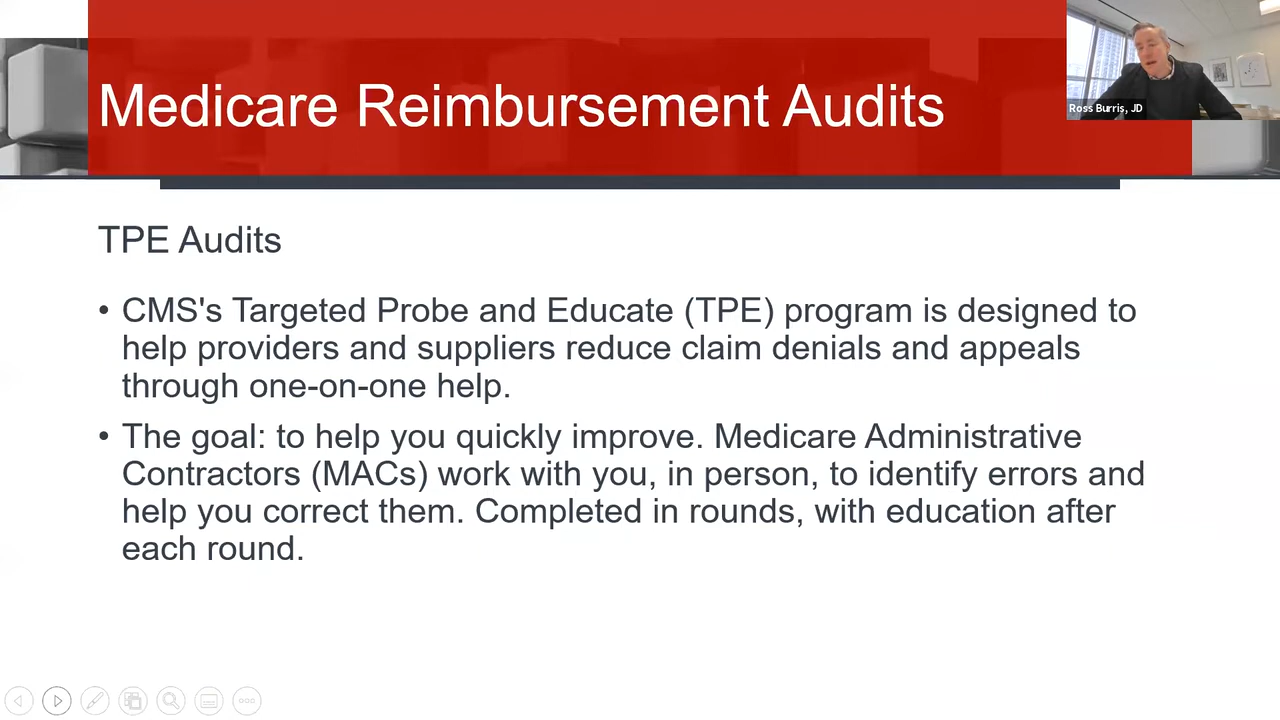 Medicare Reimbursement Audits
Ross Burris, JD
TPE Audits
• CMS's Targeted Probe and Educate (TPE) program is designed to
help providers and suppliers reduce claim denials and appeals
through one-on-one help.
• The goal: to help you quickly improve. Medicare Administrative
Contractors (MACs) work with you, in person, to identify errors and
help you correct them. Completed in rounds, with education after
each round.